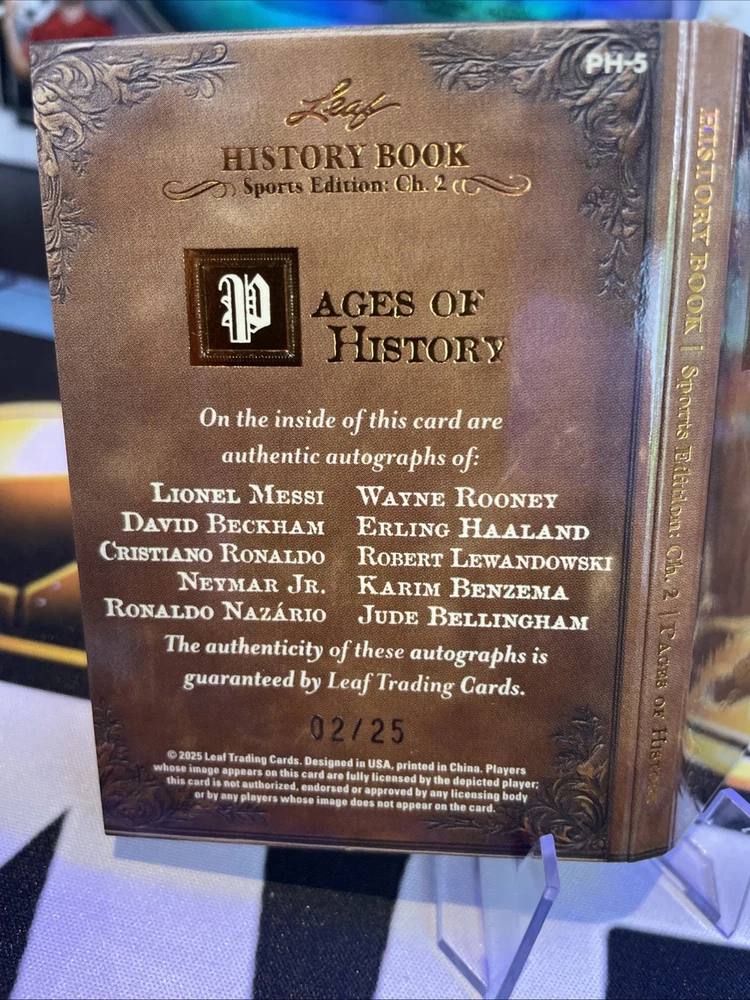 PH-5
Leaf
HISTORY BOOK
Sports Edition: Ch. 2
PAGES OF
HISTORY
On the inside of this card are
authentic autographs of:
LIONEL MESSI WAYNE ROONEY
DAVID BECKHAM ERLING HAALAND
CRISTIANO RONALDO ROBERT LEWANDOWSKI
NEYMAR JR. KARIM BENZEMA
RONALDO NAZÁRIO JUDE BELLINGHAM
The authenticity of these autographs is
guaranteed by Leaf Trading Cards.
02/25
© 2025 Leaf Trading Cards. Designed in USA, printed in China. Players
whose image appears on this card are fully licensed by the depicted player;
this card is not authorized, endorsed or approved by any licensing body
or by any players whose image does not appear on the card.
HISTORY BOOK | Sports Edition: Ch. 2 | PAGES OF HISTORY